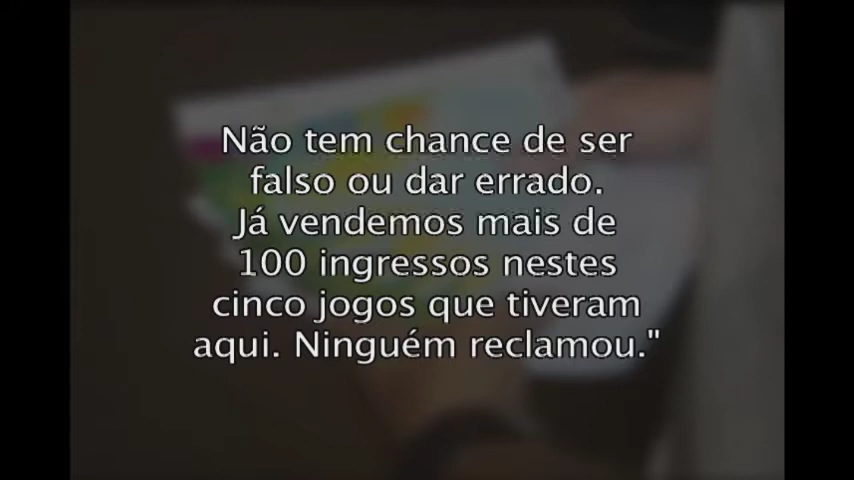 Não tem chance de ser
falso ou dar errado.
Já vendemos mais de
100 ingressos nestes
cinco jogos que tiveram
aqui. Ninguém reclamou."